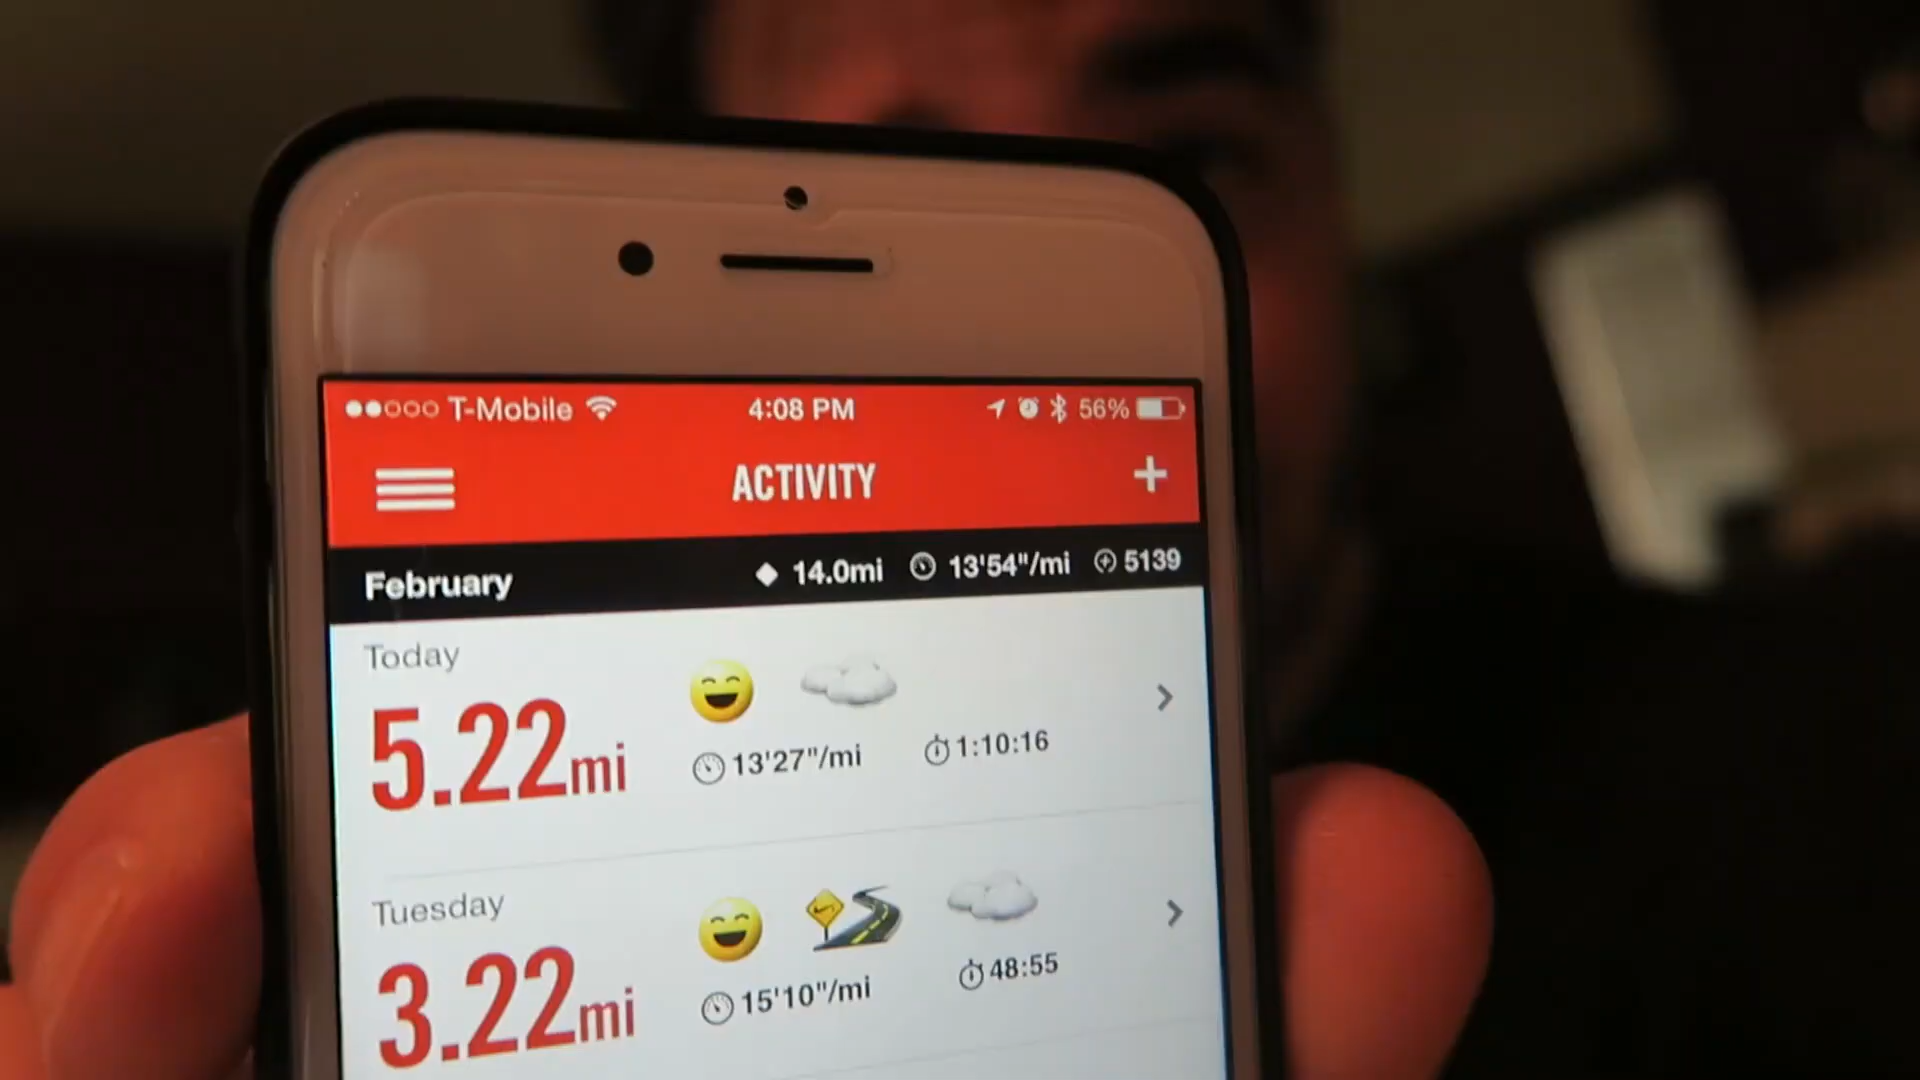 T-Mobile 4:08 PM 56%
ACTIVITY +
February 14.0mi 13'54"/mi 5139
Today
5.22mi 13'27"/mi 1:10:16
Tuesday
3.22mi 15'10"/mi 48:55